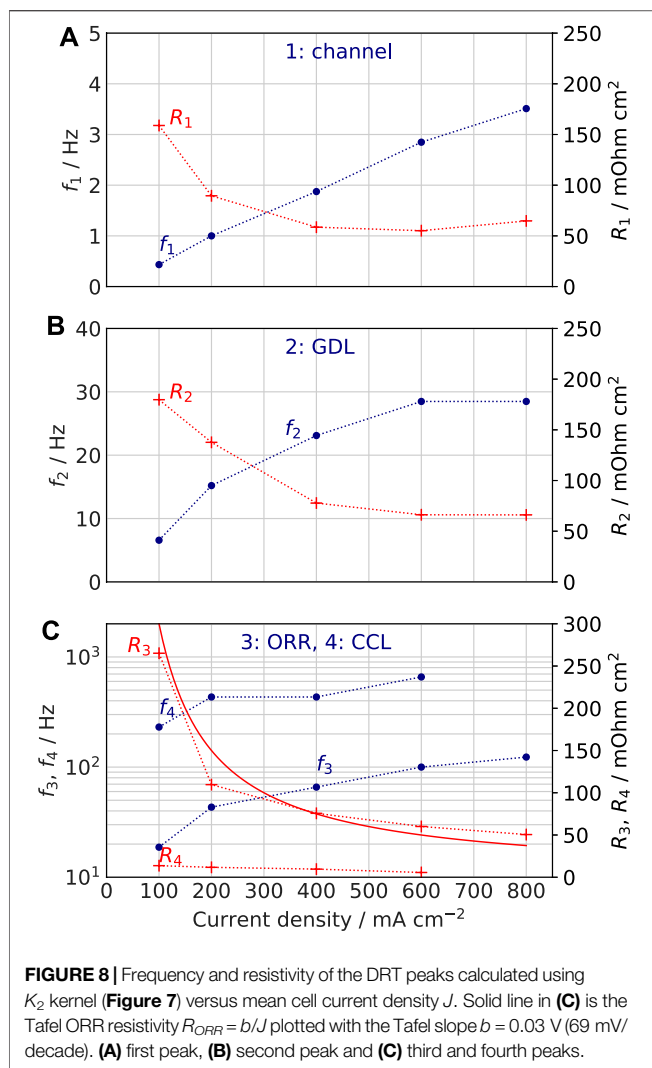 A
1: channel
5
4
3
2
1
0
f₁ / Hz
R₁
f₁
250
200
150
100
50
0
R₁ / mOhm cm²
B
2: GDL
40
30
20
10
0
f₂ / Hz
R₂
f₂
250
200
150
100
50
0
R₂ / mOhm cm²
C
3: ORR, 4: CCL
10³
10²
10¹
f₃, f₄ / Hz
R₃
f₄
f₃
R₄
300
250
200
150
100
50
0
R₃, R₄ / mOhm cm²
0 100 200 300 400 500 600 700 800
Current density / mA cm⁻²
FIGURE 8 | Frequency and resistivity of the DRT peaks calculated using
K₂ kernel (Figure 7) versus mean cell current density J. Solid line in (C) is the
Tafel ORR resistivity R_ORR = b/J plotted with the Tafel slope b = 0.03 V (69 mV/
decade). (A) first peak, (B) second peak and (C) third and fourth peaks.